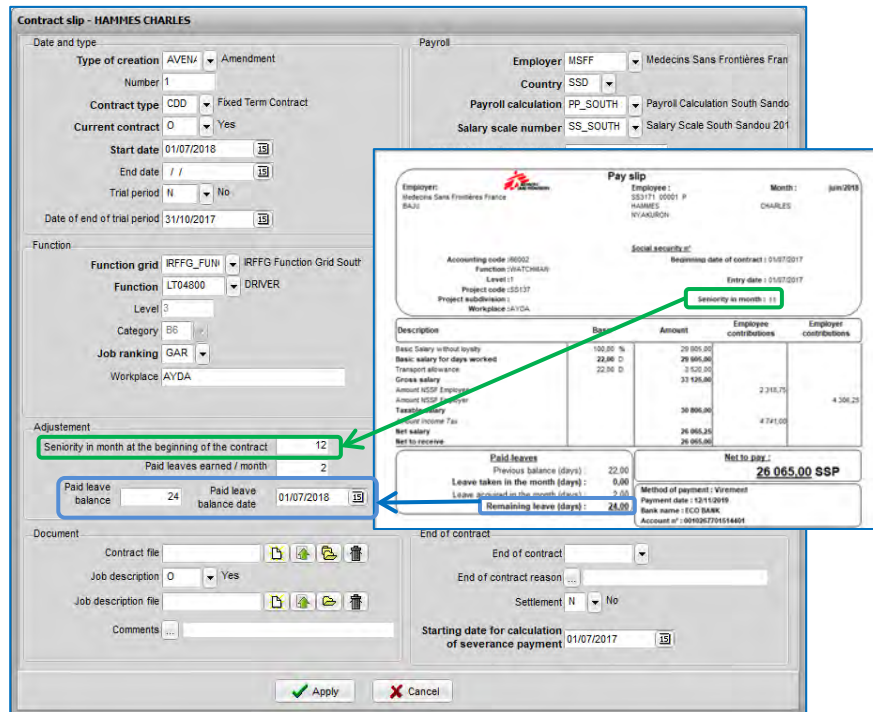 Contract slip - HAMMES CHARLES
Date and type
Type of creation AVEN/ Amendment
Number 1
Contract type CDD Fixed Term Contract
Current contract O Yes
Start date 01/07/2018 15
End date / / 15
Trial period N No
Date of end of trial period 31/10/2017 15
Payroll
Employer MSFF Medecins Sans Frontières Fran
Country SSD
Payroll calculation PP_SOUTH Payroll Calculation South Sando
Salary scale number SS_SOUTH Salary Scale South Sandou 201
Function
Function grid IRFFG_FUN( IRFFG Function Grid South
Function LT04800 DRIVER
Level 3
Category B6
Job ranking GAR
Workplace AYDA
Adjustement
Seniority in month at the beginning of the contract 12
Paid leaves earned / month 2
Paid leave balance 24 Paid leave balance date 01/07/2018 15
Pay slip
Employer:
Medecins Sans Frontières France
BAJU
Employee :
SS3171 00001 P
HAMMES CHARLES
NYAKURON
Month : juin/2018
Social security n°
Accounting code :66002
Function :WATCHMAN
Level :1
Project code :SS137
Project subdivision :
Workplace :AYDA
Beginning date of contract : 01/07/2017
Entry date : 01/07/2017
Seniority in month : 11
Description Base Amount Employee contributions Employer contributions
Basic Salary without loyalty 100,00 % 29 605,00
Basic salary for days worked 22,00 D 29 605,00
Transport allowance 22,00 D 3 520,00
Gross salary 33 125,00
Amount NSSF Employee 2 318,75
Amount NSSF Employer 4 306,25
Taxable salary 30 806,00
Amount Income Tax 4 741,00
Net salary 26 065,25
Net to receive 26 065,00
Paid leaves
Previous balance (days) : 22,00
Leave taken in the month (days) : 0,00
Leave acquired in the month (days) : 2,00
Remaining leave (days) : 24,00
Net to pay :
26 065,00 SSP
Method of payment : Virement
Payment date : 12/11/2019
Bank name : ECO BANK
Account n° : 0010267701514401
Document
Contract file
Job description O Yes
Job description file
Comments ...
End of contract
End of contract
End of contract reason ...
Settlement N No
Starting date for calculation of severance payment 01/07/2017 15
Apply Cancel